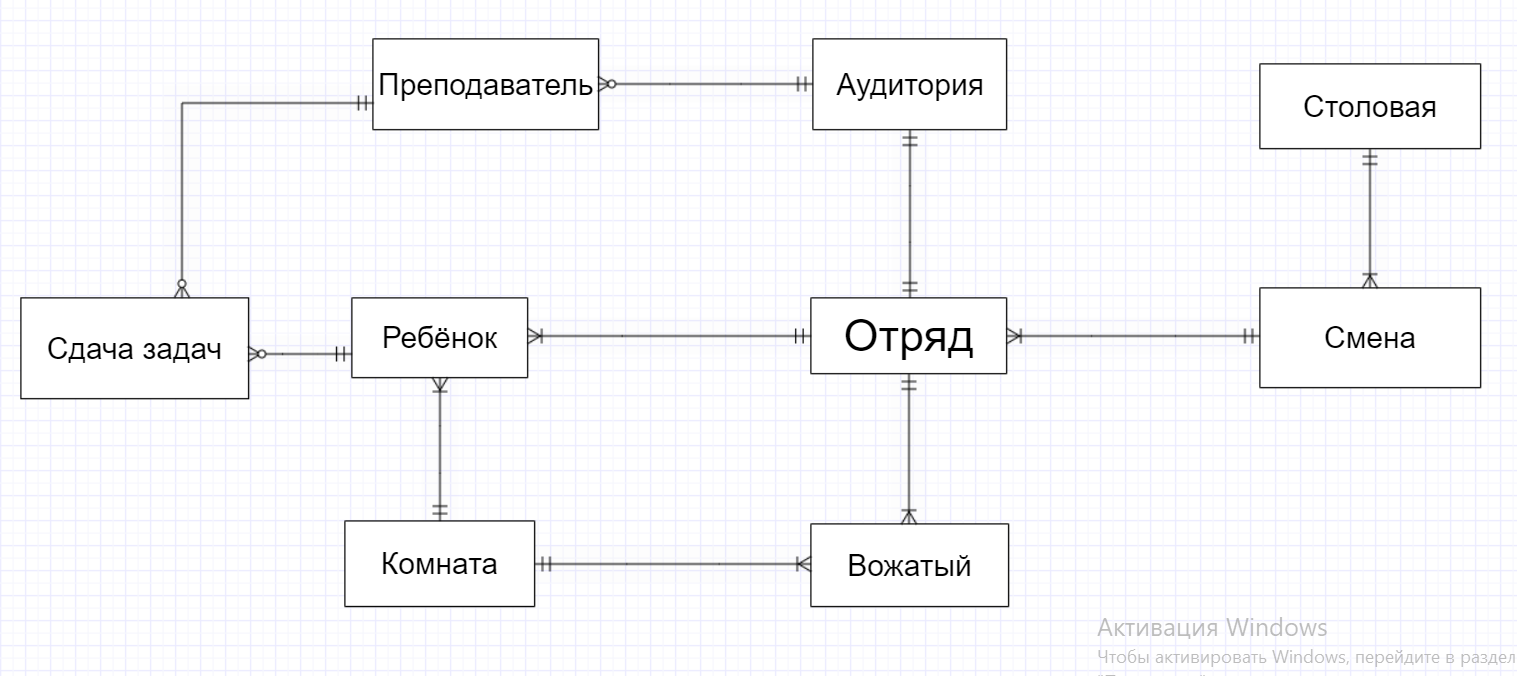 Преподаватель
Аудитория
Столовая
Сдача задач
Ребёнок
Отряд
Смена
Комната
Вожатый
Активация Windows
Чтобы активировать Windows, перейдите в раздел